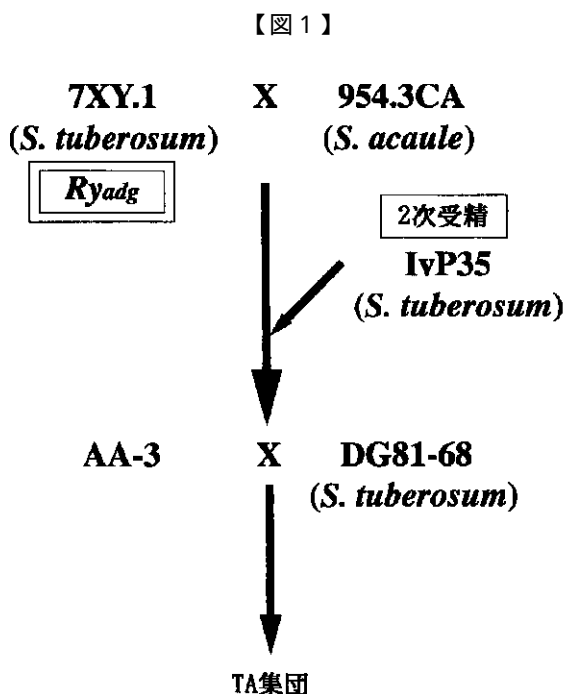 【図1】
7XY.1 X 954.3CA
(S. tuberosum) (S. acaule)
Ryadg
2次受精
IvP35
(S. tuberosum)
AA-3 X DG81-68
(S. tuberosum)
TA集団